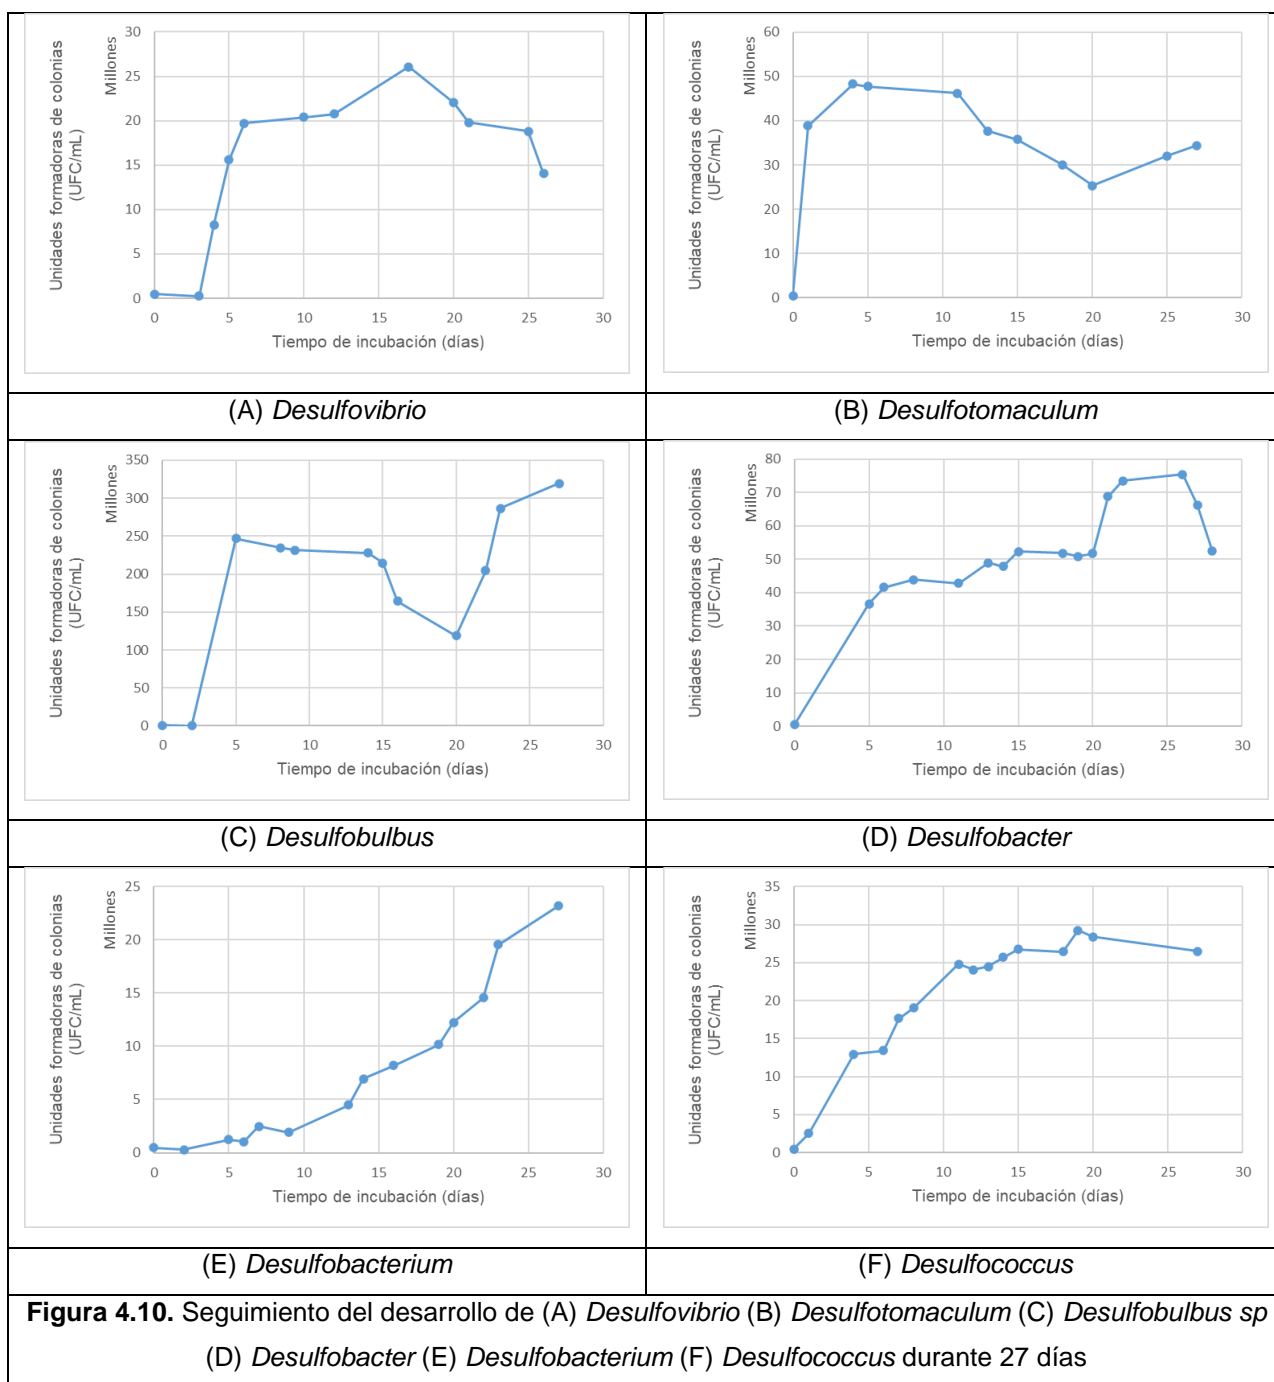 Unidades formadoras de colonias
(UFC/mL)
Millones
30
25
20
15
10
5
0
0 5 10 15 20 25 30
Tiempo de incubación (días)
(A) Desulfovibrio
Unidades formadoras de colonias
(UFC/mL)
Millones
60
50
40
30
20
10
0
0 5 10 15 20 25 30
Tiempo de incubación (días)
(B) Desulfotomaculum
Unidades formadoras de colonias
(UFC/mL)
Millones
350
300
250
200
150
100
50
0
0 5 10 15 20 25 30
Tiempo de incubación (días)
(C) Desulfobulbus
Unidades formadoras de colonias
(UFC/mL)
Millones
80
70
60
50
40
30
20
10
0
0 5 10 15 20 25 30
Tiempo de incubación (días)
(D) Desulfobacter
Unidades formadoras de colonias
(UFC/mL)
Millones
25
20
15
10
5
0
0 5 10 15 20 25 30
Tiempo de incubación (días)
(E) Desulfobacterium
Unidades formadoras de colonias
(UFC/mL)
Millones
35
30
25
20
15
10
5
0
0 5 10 15 20 25 30
Tiempo de incubación (días)
(F) Desulfococcus
Figura 4.10. Seguimiento del desarrollo de (A) Desulfovibrio (B) Desulfotomaculum (C) Desulfobulbus sp
(D) Desulfobacter (E) Desulfobacterium (F) Desulfococcus durante 27 días